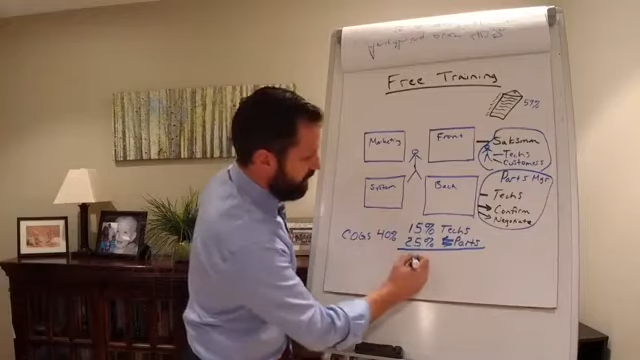 Free Training
57%
Marketing
Front
Salesman
Techs
Customers
System
Back
Parts Mgr.
Techs
Confirm
Negotiate
COGS 40%
15% Techs
25% Parts